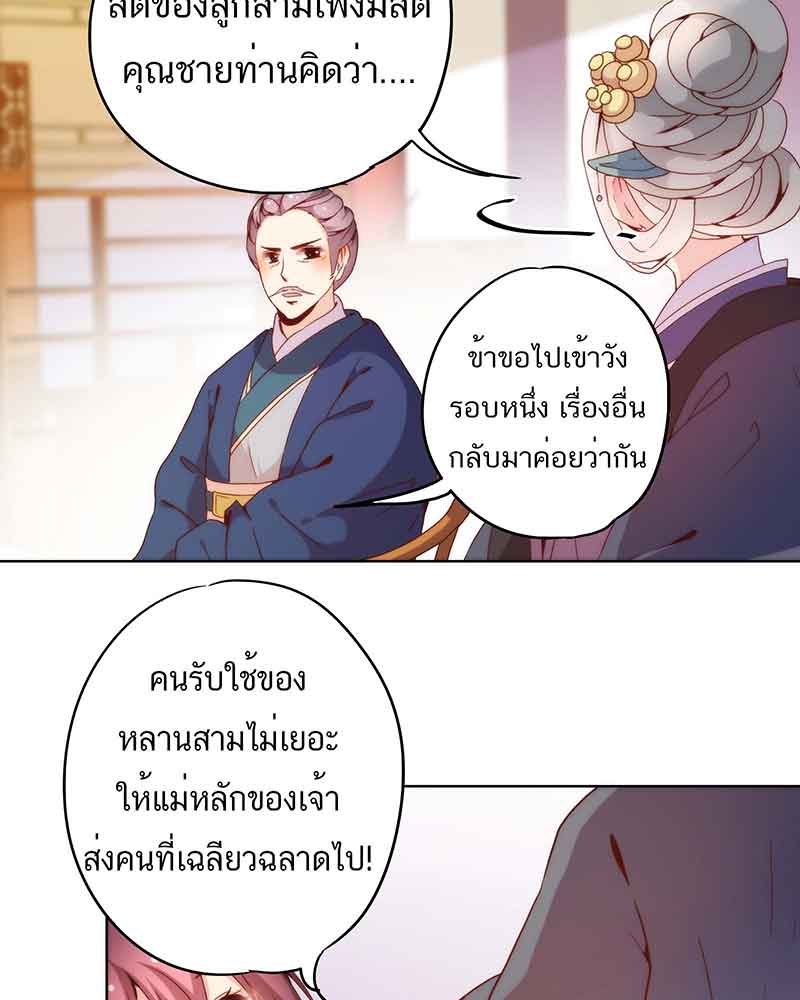 คุณชายท่านคิดว่า....
ข้าขอไปเข้าวัง
รอบหนึ่ง เรื่องอื่น
กลับมาค่อยว่ากัน
คนรับใช้ของ
หลานสามไม่เยอะ
ให้แม่หลักของเจ้า
ส่งคนที่เฉลียวฉลาดไป!